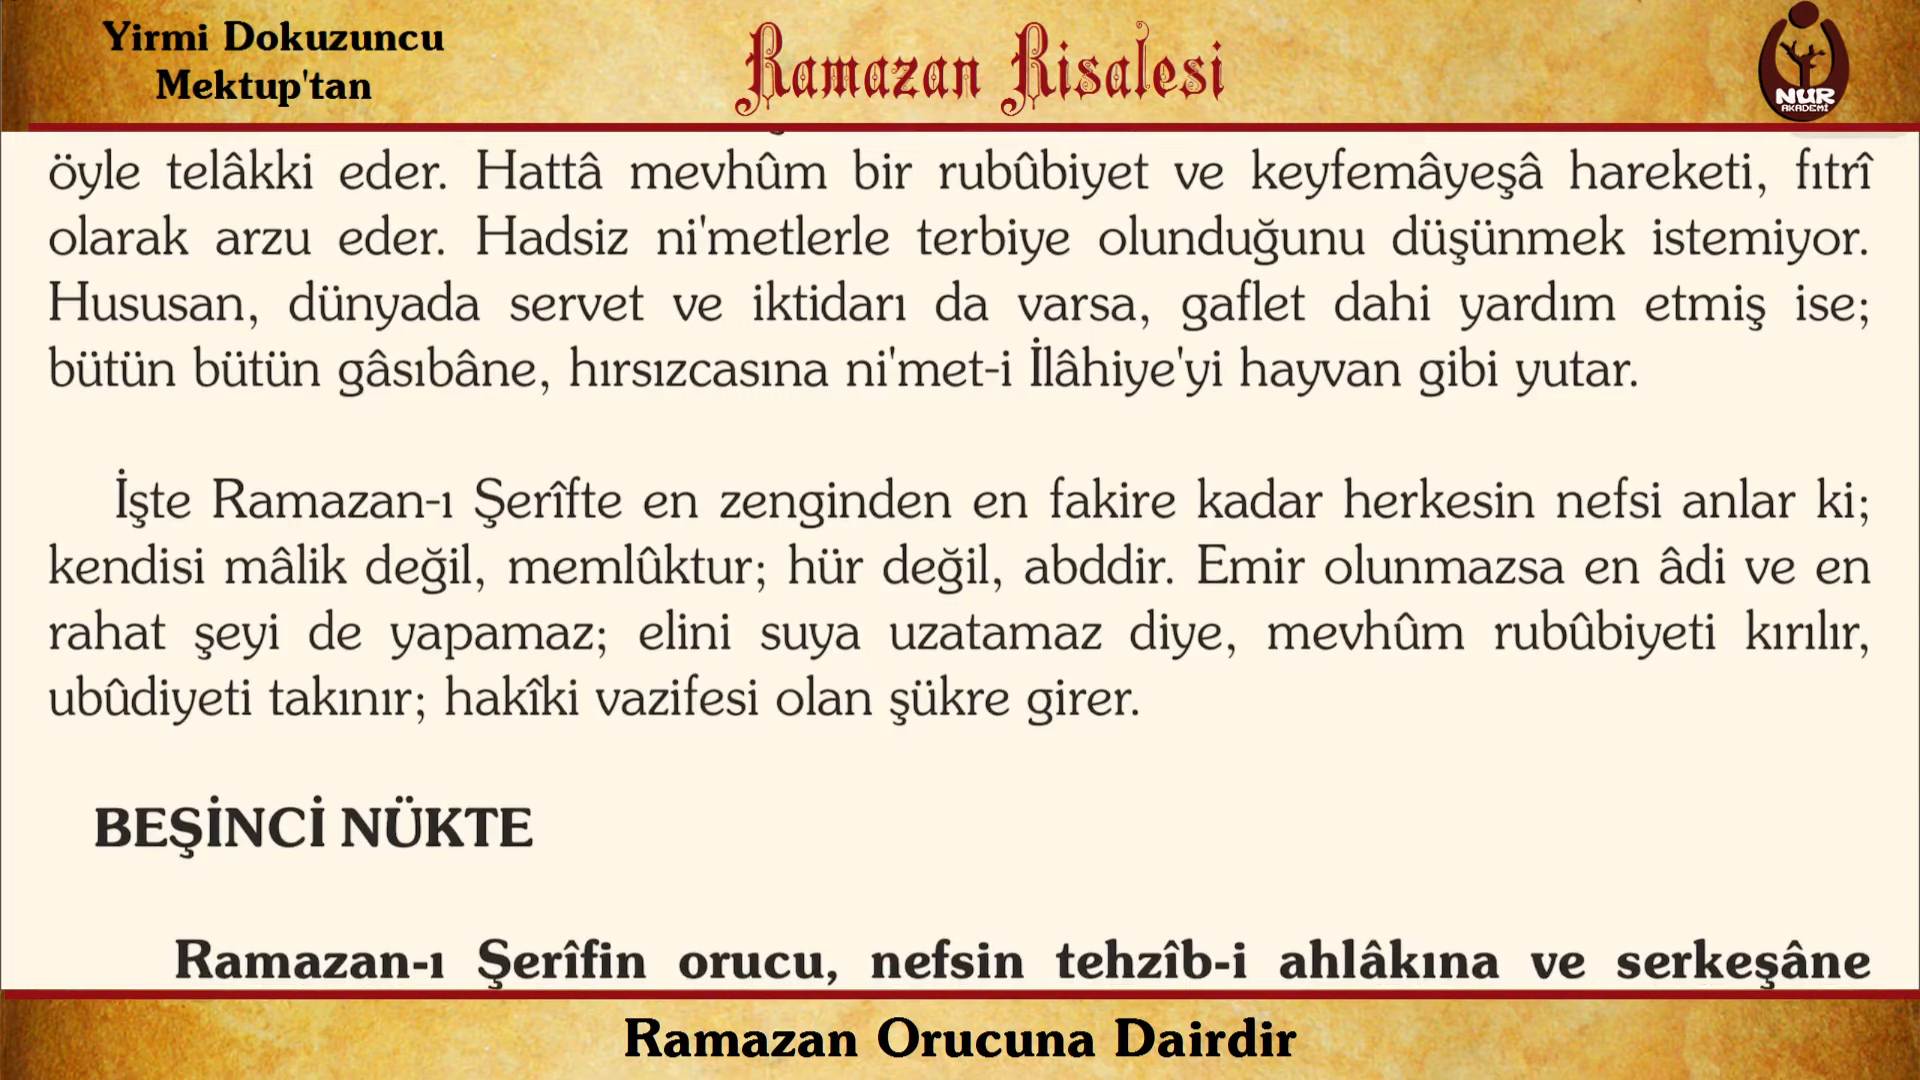 Yirmi Dokuzuncu
Mektup'tan
Ramazan Risalesi
NUR
AKADEMİ
öyle telâkki eder. Hattâ mevhûm bir rubûbiyet ve keyfemâyeşâ hareketi, fıtrî
olarak arzu eder. Hadsiz ni'metlerle terbiye olunduğunu düşünmek istemiyor.
Hususan, dünyada servet ve iktidarı da varsa, gaflet dahi yardım etmiş ise;
bütün bütün gâsıbâne, hırsızcasına ni'met-i İlâhiye'yi hayvan gibi yutar.
İşte Ramazan-ı Şerîfte en zenginden en fakire kadar herkesin nefsi anlar ki;
kendisi mâlik değil, memlûktur; hür değil, abddir. Emir olunmazsa en âdi ve en
rahat şeyi de yapamaz; elini suya uzatamaz diye, mevhûm rubûbiyeti kırılır,
ubûdiyeti takınır; hakîki vazifesi olan şükre girer.
BEŞİNCİ NÜKTE
Ramazan-ı Şerîfin orucu, nefsin tehzîb-i ahlâkına ve serkeşâne
Ramazan Orucuna Dairdir